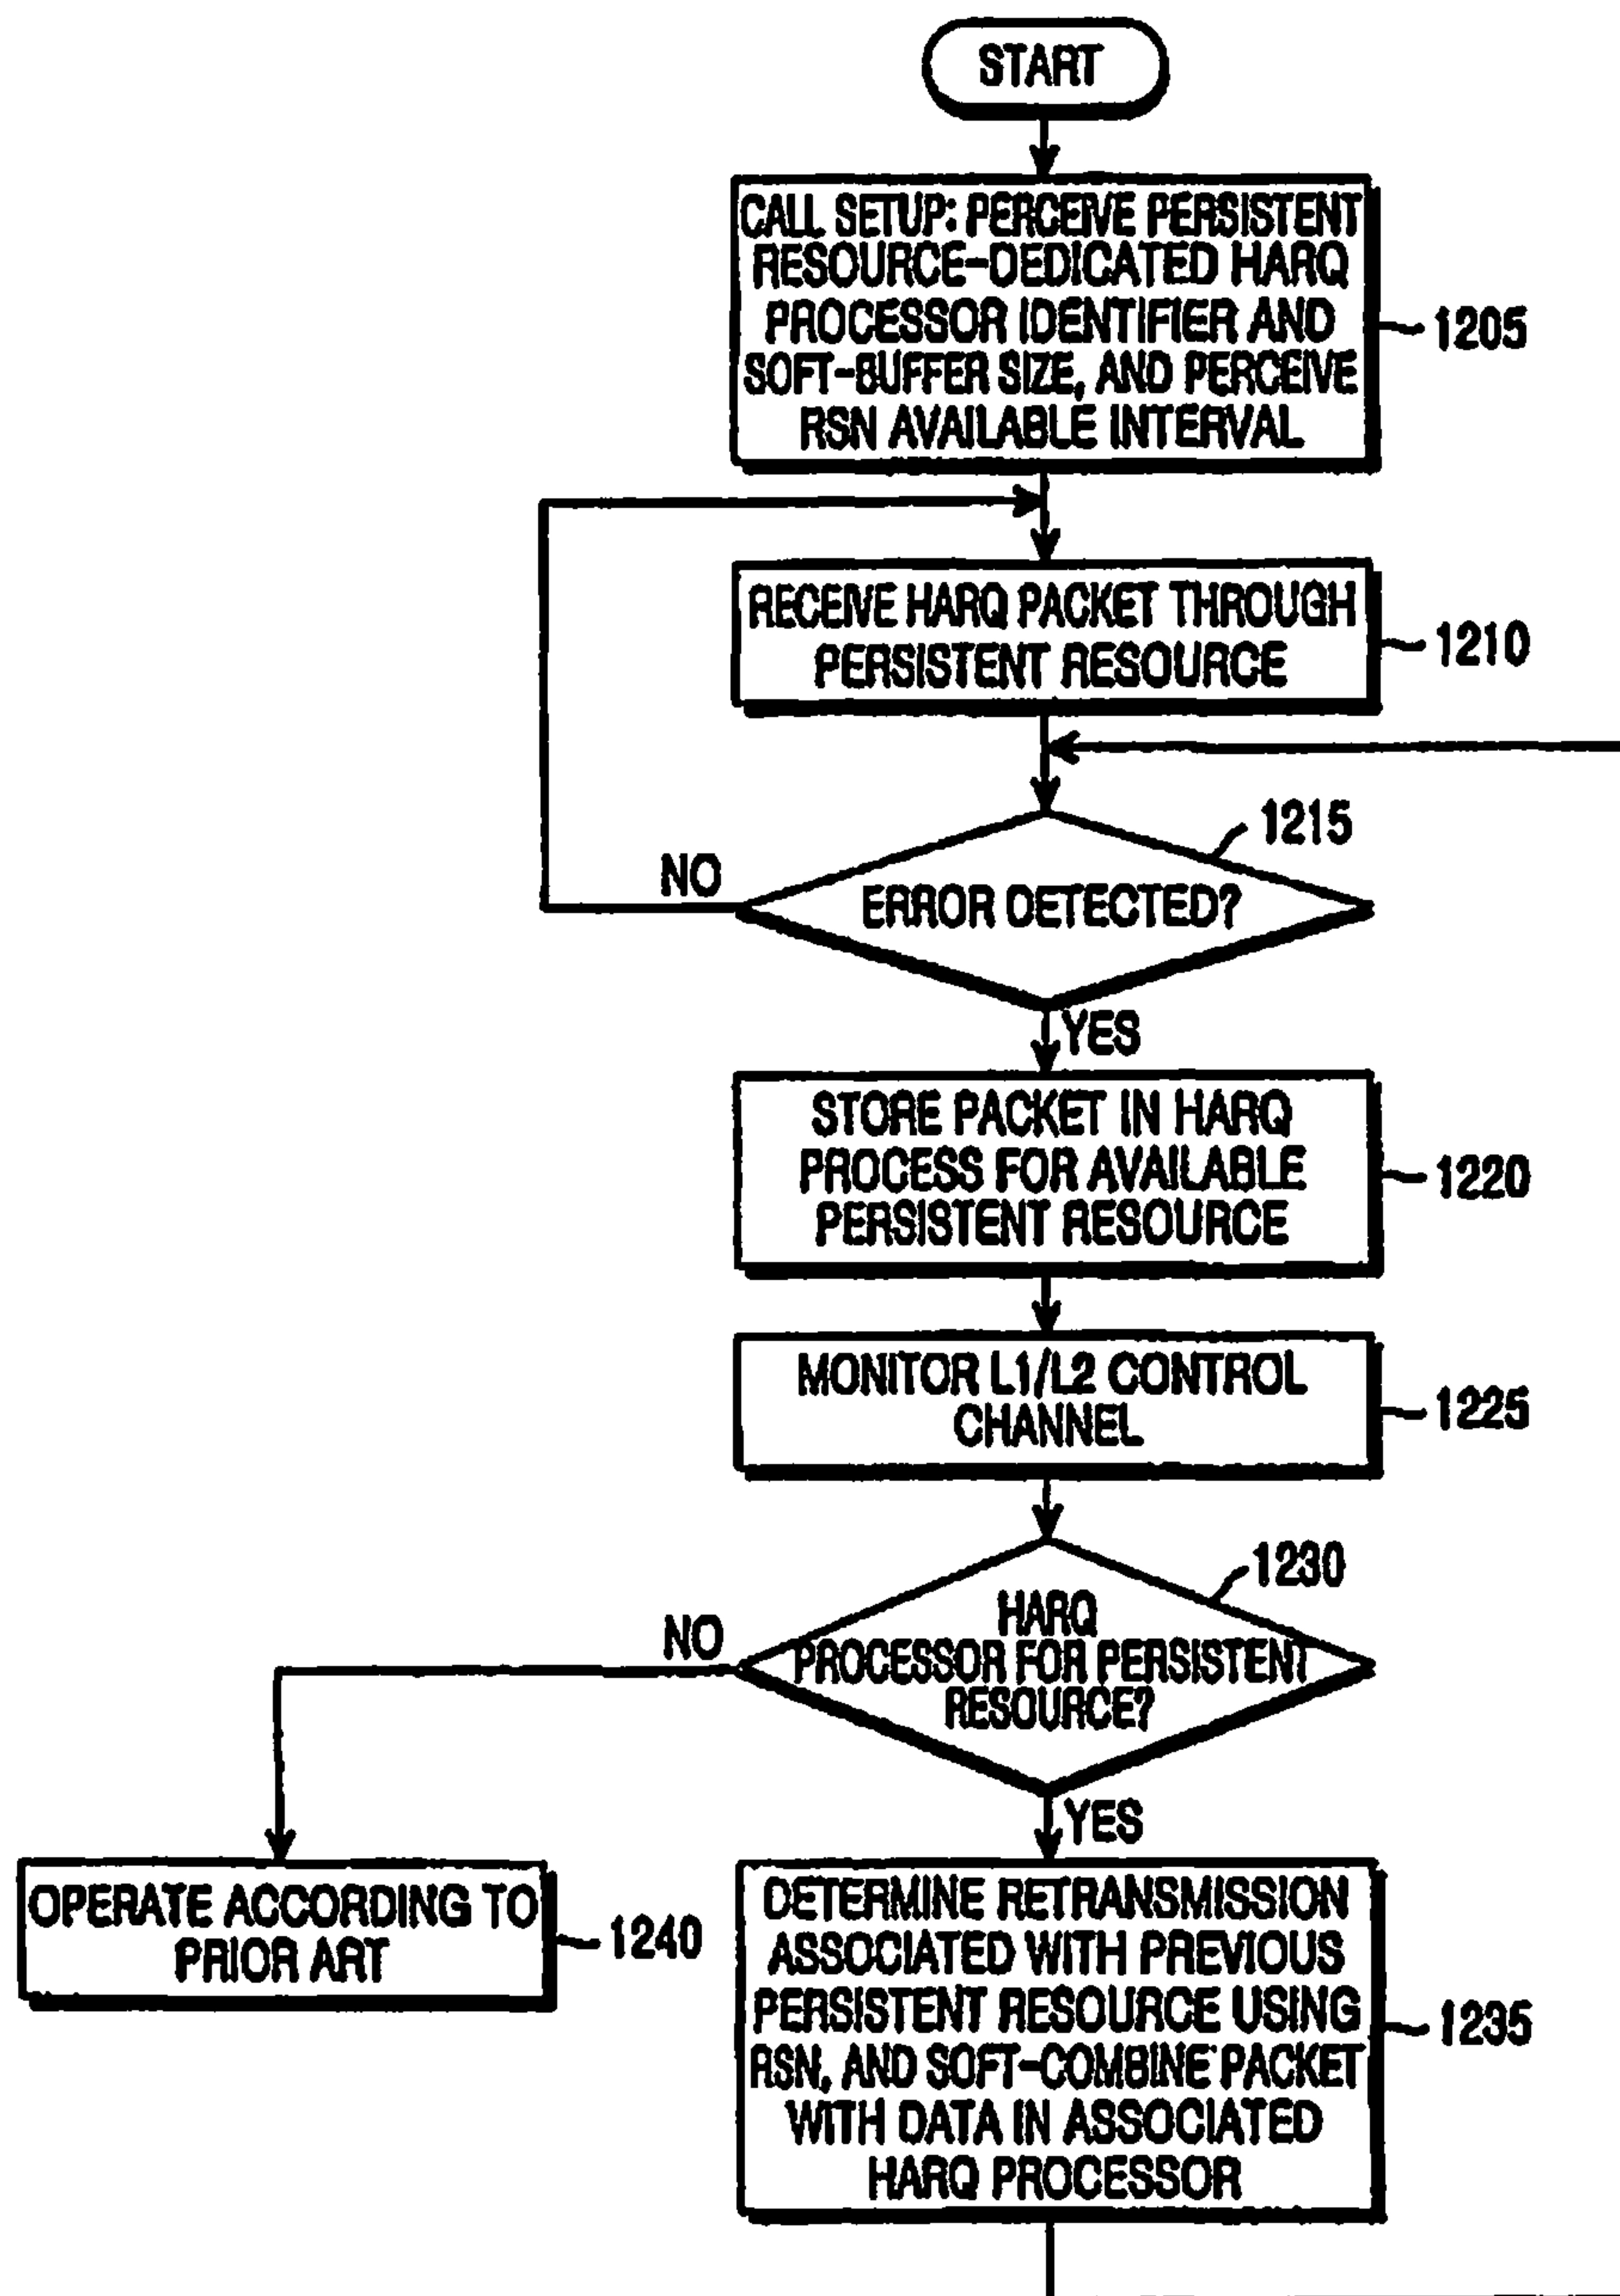 START
CALL SETUP: PERCEIVE PERSISTENT
RESOURCE-DEDICATED HARQ
PROCESSOR IDENTIFIER AND
SOFT-BUFFER SIZE, AND PERCEIVE
RSN AVAILABLE INTERVAL
1205
RECEIVE HARQ PACKET THROUGH
PERSISTENT RESOURCE
1210
1215
NO
ERROR DETECTED?
YES
STORE PACKET IN HARQ
PROCESS FOR AVAILABLE
PERSISTENT RESOURCE
1220
MONITOR L1/L2 CONTROL
CHANNEL
1225
1230
NO
HARQ
PROCESSOR FOR PERSISTENT
RESOURCE?
YES
OPERATE ACCORDING TO
PRIOR ART
1240
DETERMINE RETRANSMISSION
ASSOCIATED WITH PREVIOUS
PERSISTENT RESOURCE USING
RSN, AND SOFT-COMBINE PACKET
WITH DATA IN ASSOCIATED
HARQ PROCESSOR
1235